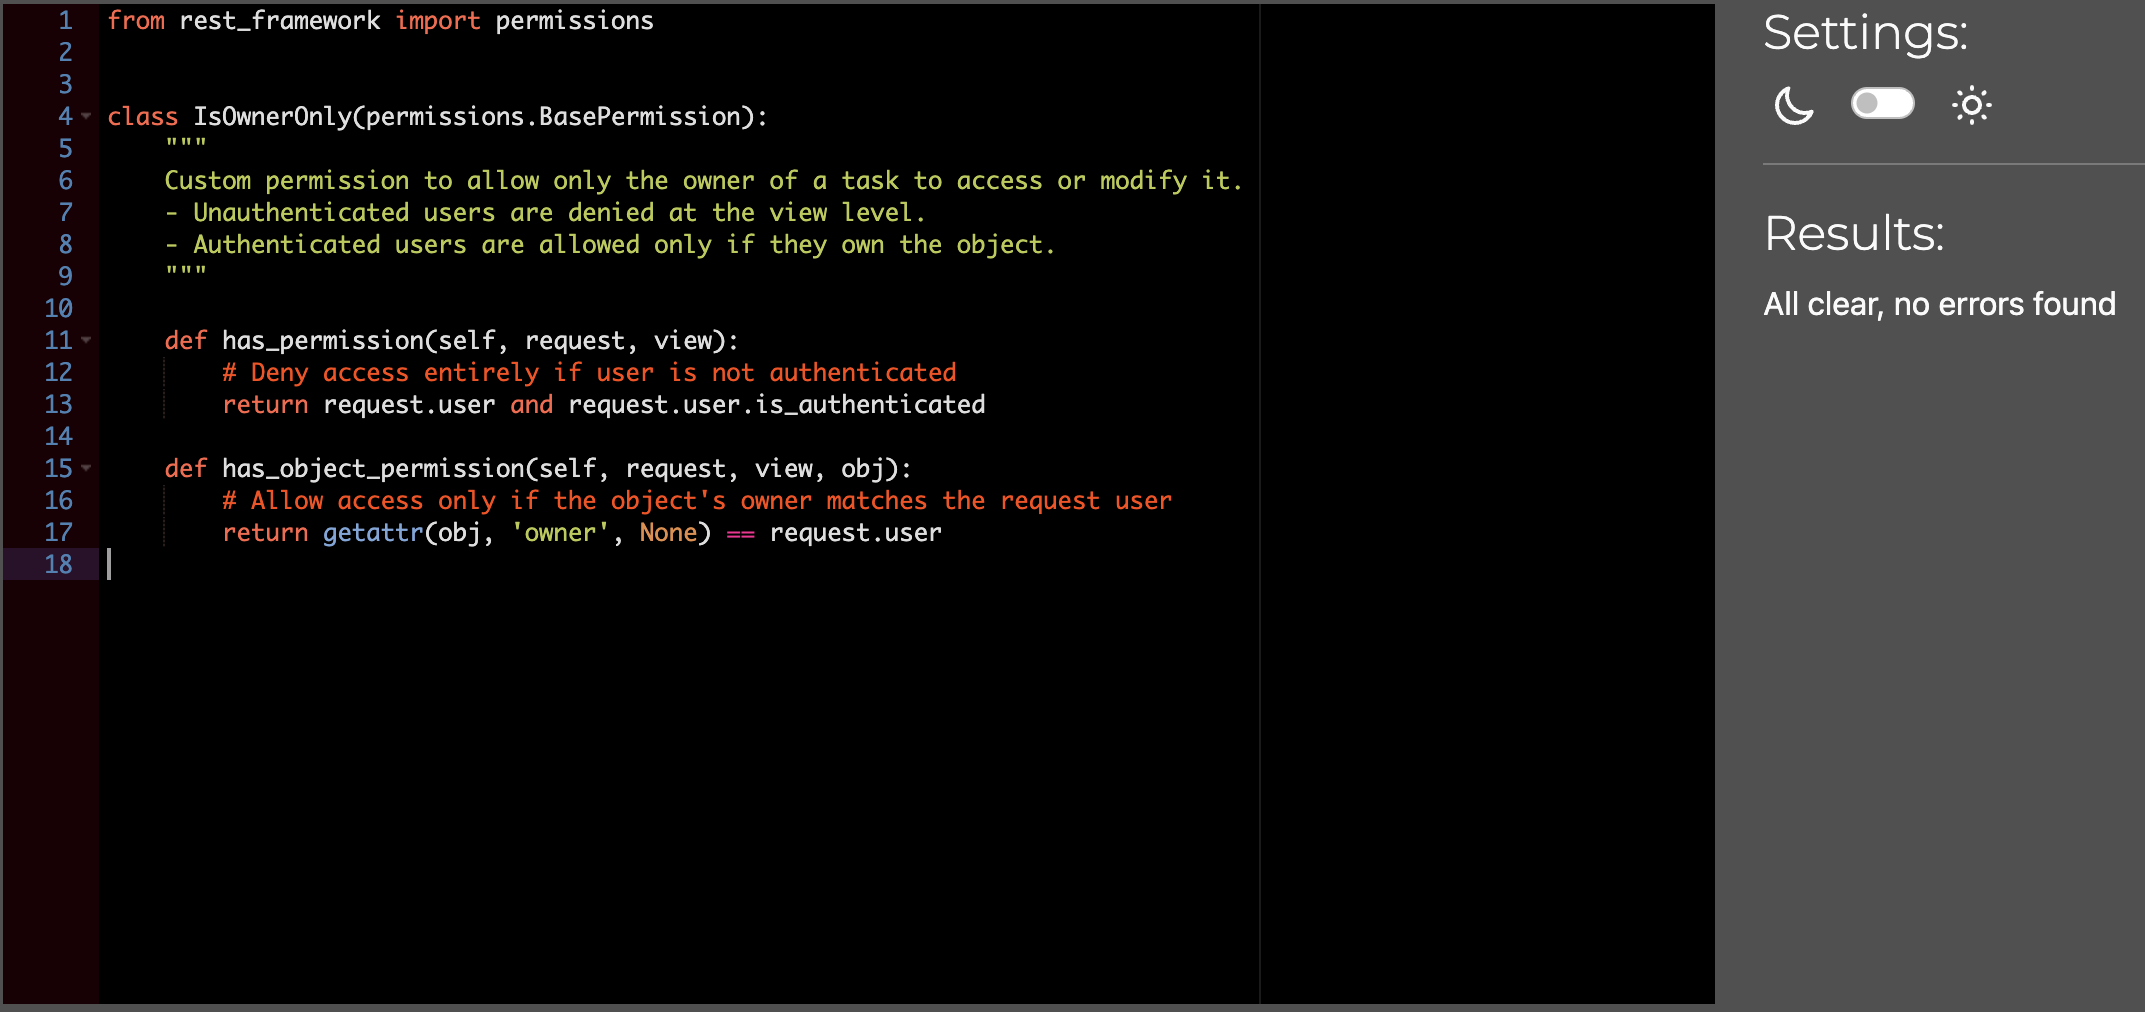 1 from rest_framework import permissions
2
3
4 class IsOwnerOnly(permissions.BasePermission):
5     """
6     Custom permission to allow only the owner of a task to access or modify it.
7     - Unauthenticated users are denied at the view level.
8     - Authenticated users are allowed only if they own the object.
9     """
10
11     def has_permission(self, request, view):
12         # Deny access entirely if user is not authenticated
13         return request.user and request.user.is_authenticated
14
15     def has_object_permission(self, request, view, obj):
16         # Allow access only if the object's owner matches the request user
17         return getattr(obj, 'owner', None) == request.user
18
Settings:
Results:
All clear, no errors found